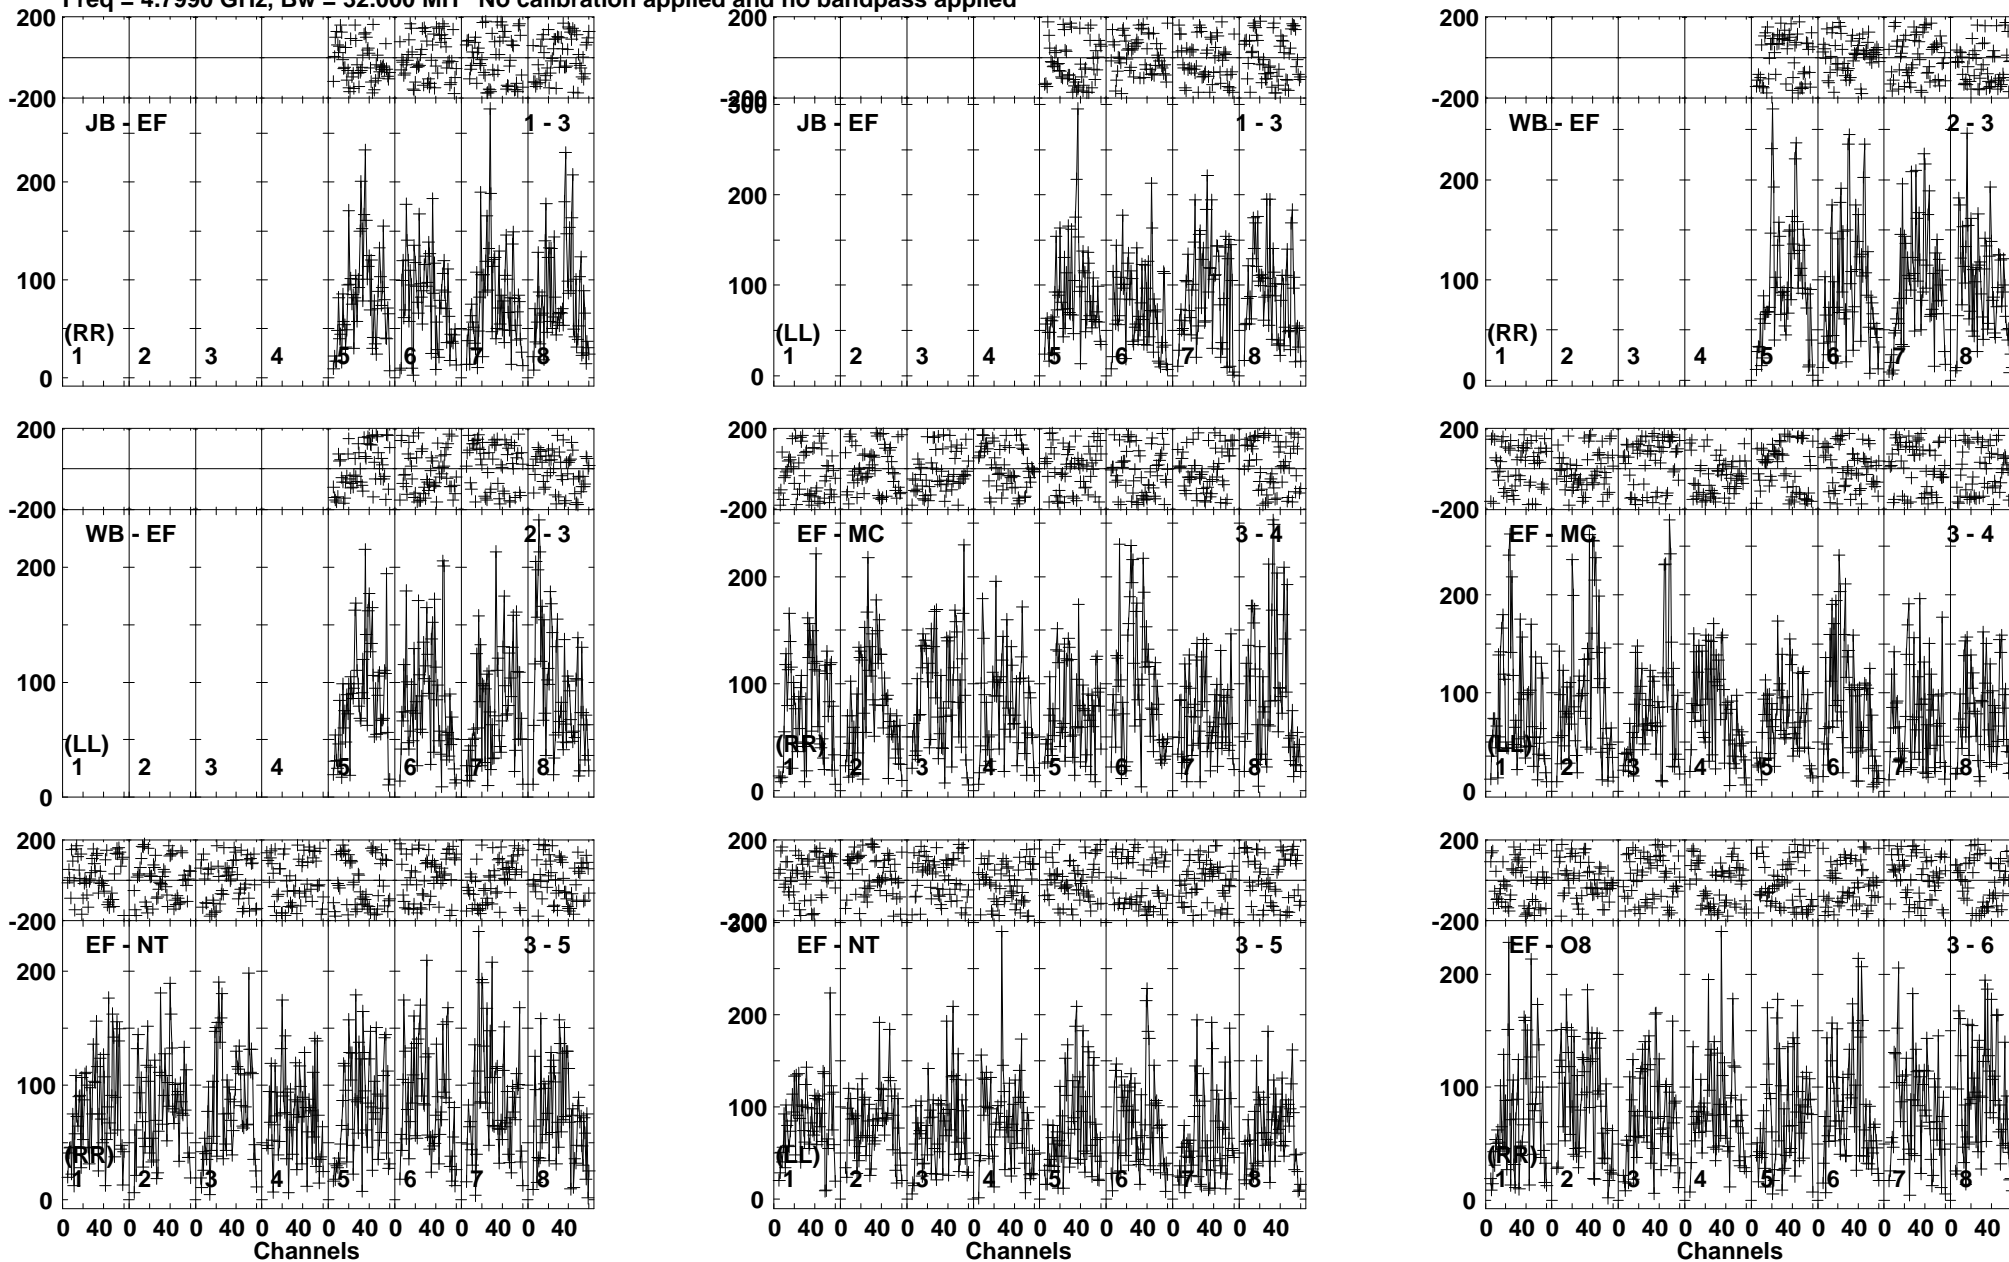 Freq = 4.7990 GHz, Bw = 32.000 MH No calibration applied and no bandpass applied
200 200 200
-200 -200 -200
300
JB - EF 1 - 3 JB - EF 1 - 3 WB - EF 2 - 3
200 200 200
100 100 100
(RR) (LL) (RR)
1 2 3 4 5 6 7 8 1 2 3 4 5 6 7 8 1 2 3 4 5 6 7 8
0 0 0
200 200 200
-200 -200 -200
WB - EF 2 - 3 EF - MC 3 - 4 EF - MC 3 - 4
200 200 200
100 100 100
(LL) (RR) (LL)
1 2 3 4 5 6 7 8 1 2 3 4 5 6 7 8 1 2 3 4 5 6 7 8
0 0 0
200 200 200
-200 -200 -200
300
EF - NT 3 - 5 EF - NT 3 - 5 EF - O8 3 - 6
200 200 200
100 100 100
(RR) (LL) (RR)
1 2 3 4 5 6 7 8 1 2 3 4 5 6 7 8 1 2 3 4 5 6 7 8
0 0 0
0 40 0 40 0 40 0 40 0 40 0 40 0 40 0 40 0 40 0 40 0 40 0 40 0 40 0 40 0 40 0 40 0 40 0 40 0 40 0 40 0 40 0 40 0 40 0 40
Channels Channels Channels